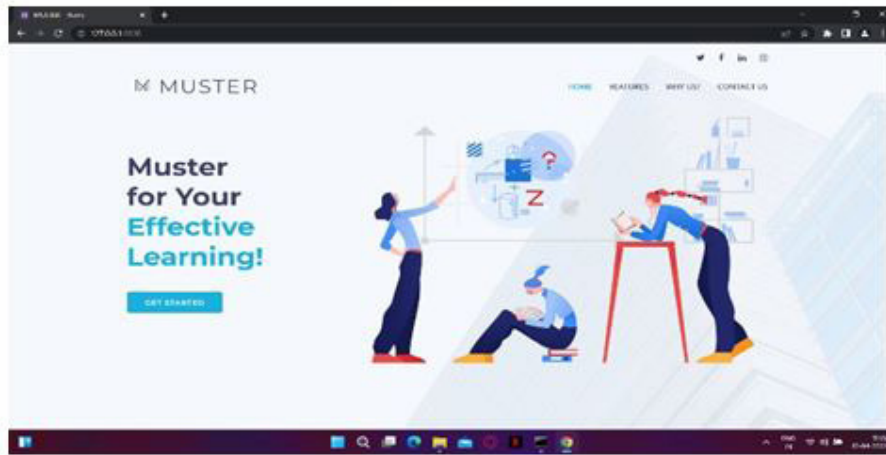 MUSTER
HOME FEATURES WHY US? CONTACT US
Muster
for Your
Effective
Learning!
GET STARTED
?
Z